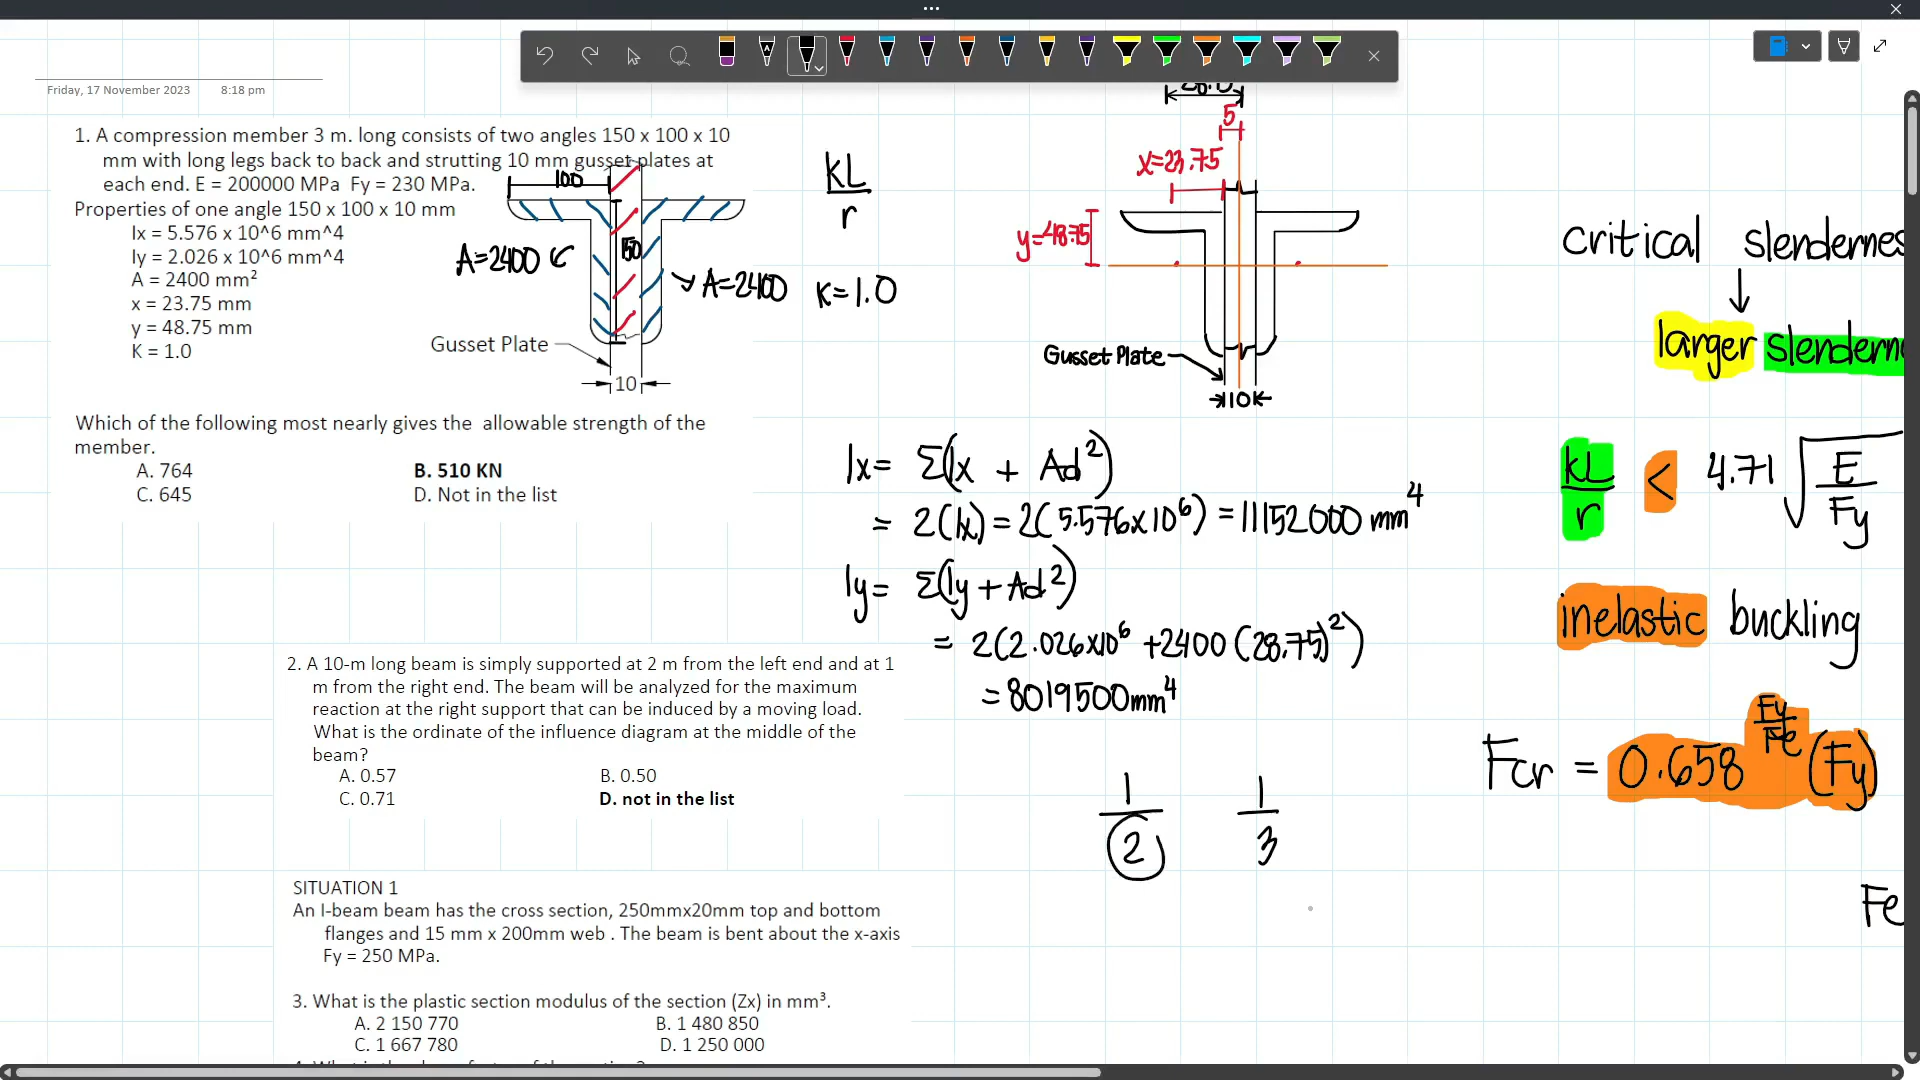 Friday, 17 November 2023 8:18 pm
1. A compression member 3 m. long consists of two angles 150 x 100 x 10
mm with long legs back to back and strutting 10 mm gusset plates at
each end. E = 200000 MPa Fy = 230 MPa.
Properties of one angle 150 x 100 x 10 mm
Ix = 5.576 x 10^6 mm^4
Iy = 2.026 x 10^6 mm^4
A = 2400 mm²
x = 23.75 mm
y = 48.75 mm
K = 1.0
100
150
A=2400
A=2400
Gusset Plate
10
Which of the following most nearly gives the allowable strength of the
member.
A. 764 B. 510 KN
C. 645 D. Not in the list
KL
r
K=1.0
5
x=23.75
y=48.75
Gusset Plate
10
Ix= Σ(Ix + Ad²)
= 2(Ix) = 2(5.576x10⁶) = 11152000 mm⁴
Iy= Σ(Iy + Ad²)
= 2(2.026x10⁶ +2400 (28.75)²)
= 8019500mm⁴
1 1
2 3
critical
↓
larger
KL < 4.71 √ E
r Fy
inelastic buckling
Fy
Fe
Fcr = 0.658 (Fy)
Fe
2. A 10-m long beam is simply supported at 2 m from the left end and at 1
m from the right end. The beam will be analyzed for the maximum
reaction at the right support that can be induced by a moving load.
What is the ordinate of the influence diagram at the middle of the
beam?
A. 0.57 B. 0.50
C. 0.71 D. not in the list
SITUATION 1
An I-beam beam has the cross section, 250mmx20mm top and bottom
flanges and 15 mm x 200mm web . The beam is bent about the x-axis
Fy = 250 MPa.
3. What is the plastic section modulus of the section (Zx) in mm³.
A. 2 150 770 B. 1 480 850
C. 1 667 780 D. 1 250 000